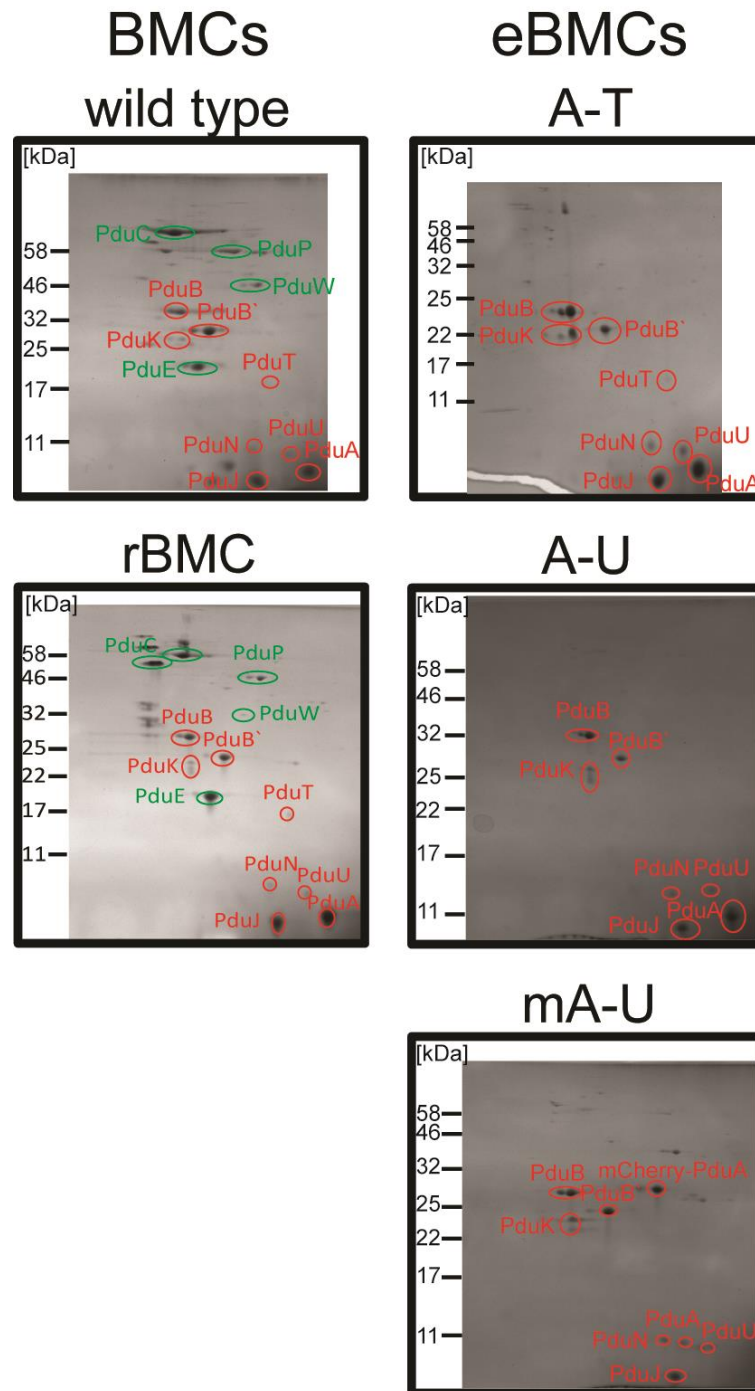 BMCs
eBMCs
wild type
A-T
[kDa]
58
46
32
25
17
11
PduC
PduP
PduW
PduB
PduB`
PduK
PduE
PduT
PduN
PduU
PduA
PduJ
[kDa]
58
46
32
25
22
17
11
PduB
PduK
PduB`
PduT
PduN
PduU
PduJ
PduA
rBMC
A-U
[kDa]
58
46
32
25
22
17
11
PduC
PduP
PduW
PduB
PduB`
PduK
PduE
PduT
PduN
PduU
PduA
PduJ
[kDa]
58
46
32
25
22
17
11
PduB
PduB`
PduK
PduN PduU
PduA
PduJ
mA-U
[kDa]
58
46
32
25
22
17
11
PduB
mCherry-PduA
PduB`
PduK
PduA
PduN
PduU
PduJ